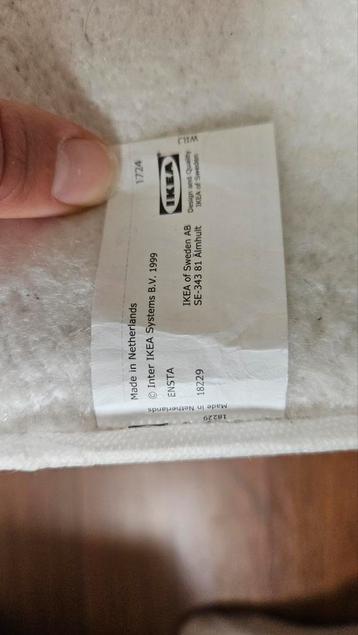 Made in Netherlands
1724
© Inter IKEA Systems B.V. 1999
IKEA
Design and Quality
IKEA of Sweden
ENSTA
18229
IKEA of Sweden AB
SE-343 81 Älmhult
Made in Netherlands
18229